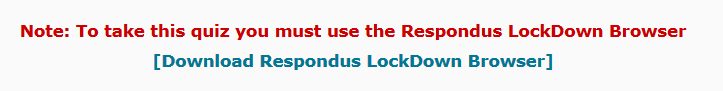 Note: To take this quiz you must use the Respondus LockDown Browser
[Download Respondus LockDown Browser]